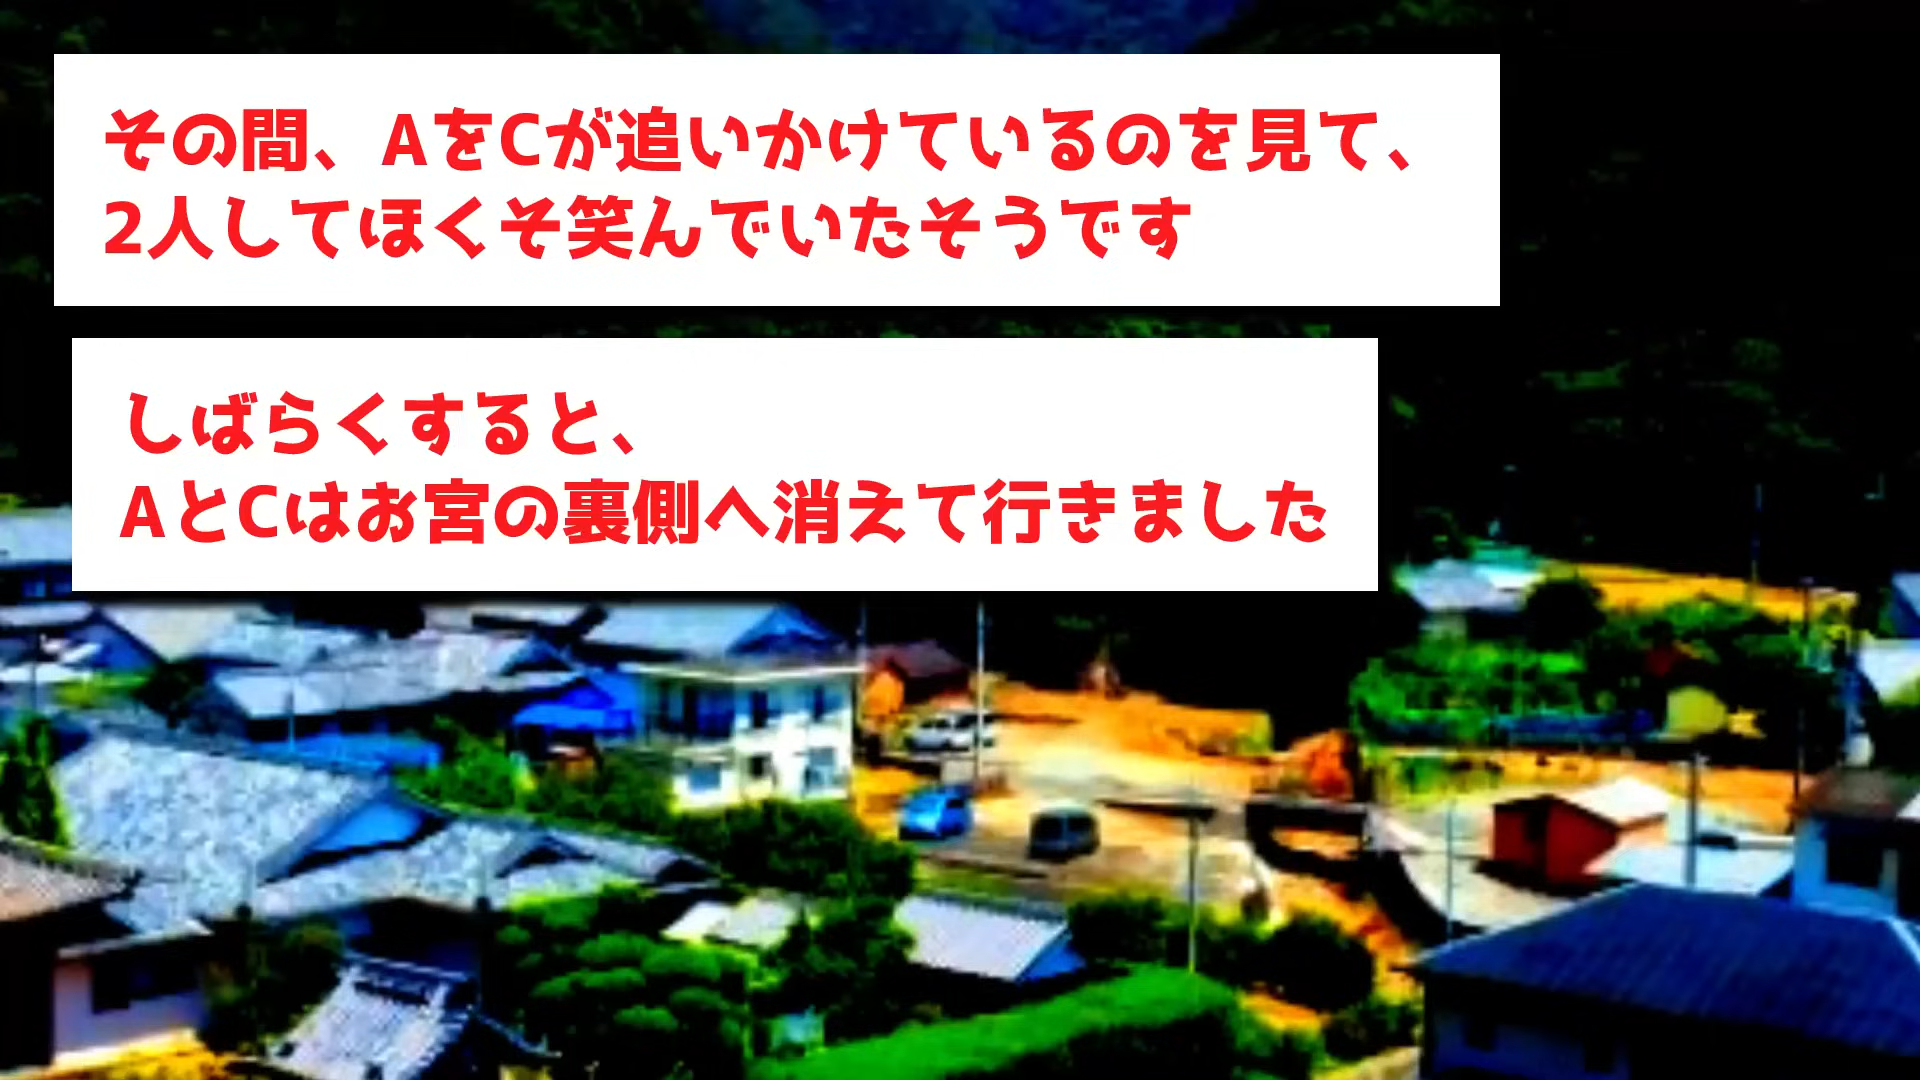 その間、AをCが追いかけているのを見て、
2人してほくそ笑んでいたそうです
しばらくすると、
AとCはお宮の裏側へ消えて行きました